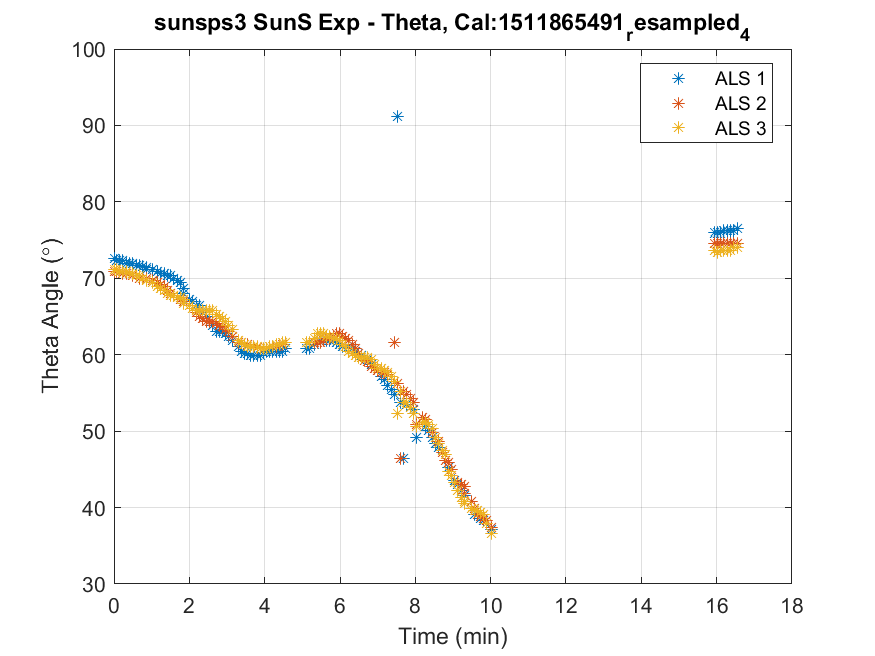 sunsps3 SunS Exp - Theta, Cal:1511865491resampled4
100
90
80
70
60
50
40
30
Theta Angle (°)
ALS 1
ALS 2
ALS 3
0 2 4 6 8 10 12 14 16 18
Time (min)